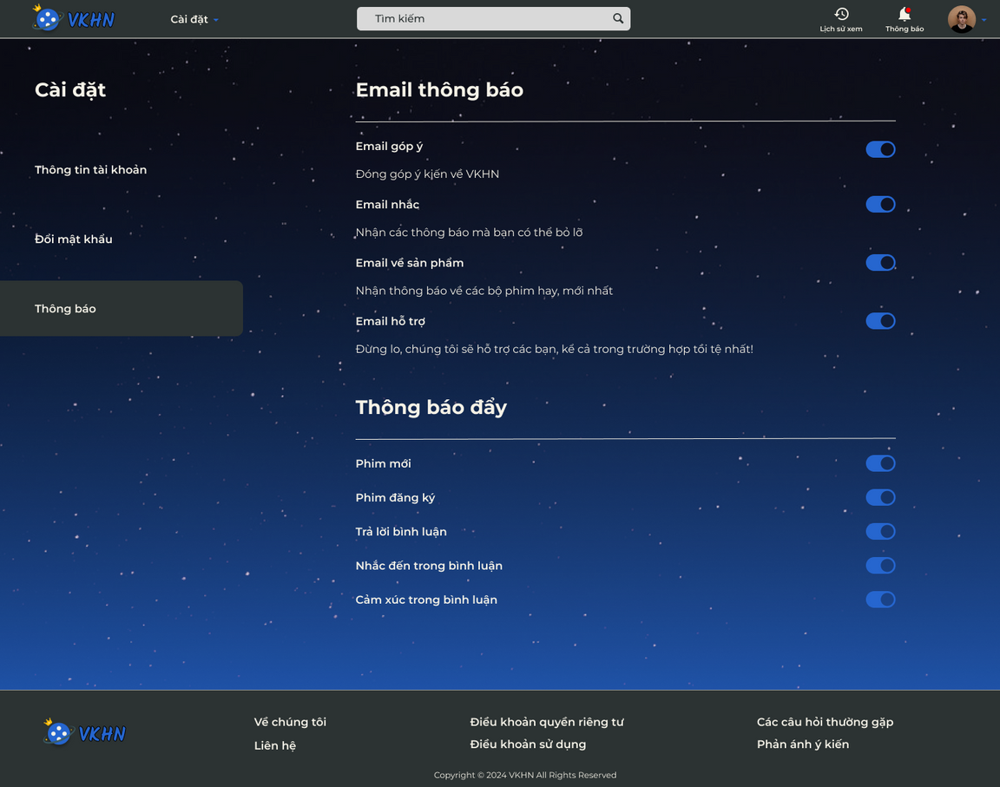 VKHN
Cài đặt
Tìm kiếm
Lịch sử xem
Thông báo
Cài đặt
Thông tin tài khoản
Đổi mật khẩu
Thông báo
Email thông báo
Email góp ý
Đóng góp ý kjến về VKHN
Email nhắc
Nhận các thông báo mà bạn có thể bỏ lỡ
Email về sản phẩm
Nhận thông báo về các bộ phim hay, mới nhất
Email hỗ trợ
Đừng lo, chúng tôi sẽ hỗ trợ các bạn, kể cả trong trường hợp tồi tệ nhất!
Thông báo đẩy
Phim mới
Phim đăng ký
Trả lời bình luận
Nhắc đến trong bình luận
Cảm xúc trong bình luận
VKHN
Về chúng tôi
Liên hệ
Điều khoản quyền riêng tư
Điều khoản sử dụng
Các câu hỏi thường gặp
Phản ánh ý kiến
Copyright © 2024 VKHN All Rights Reserved